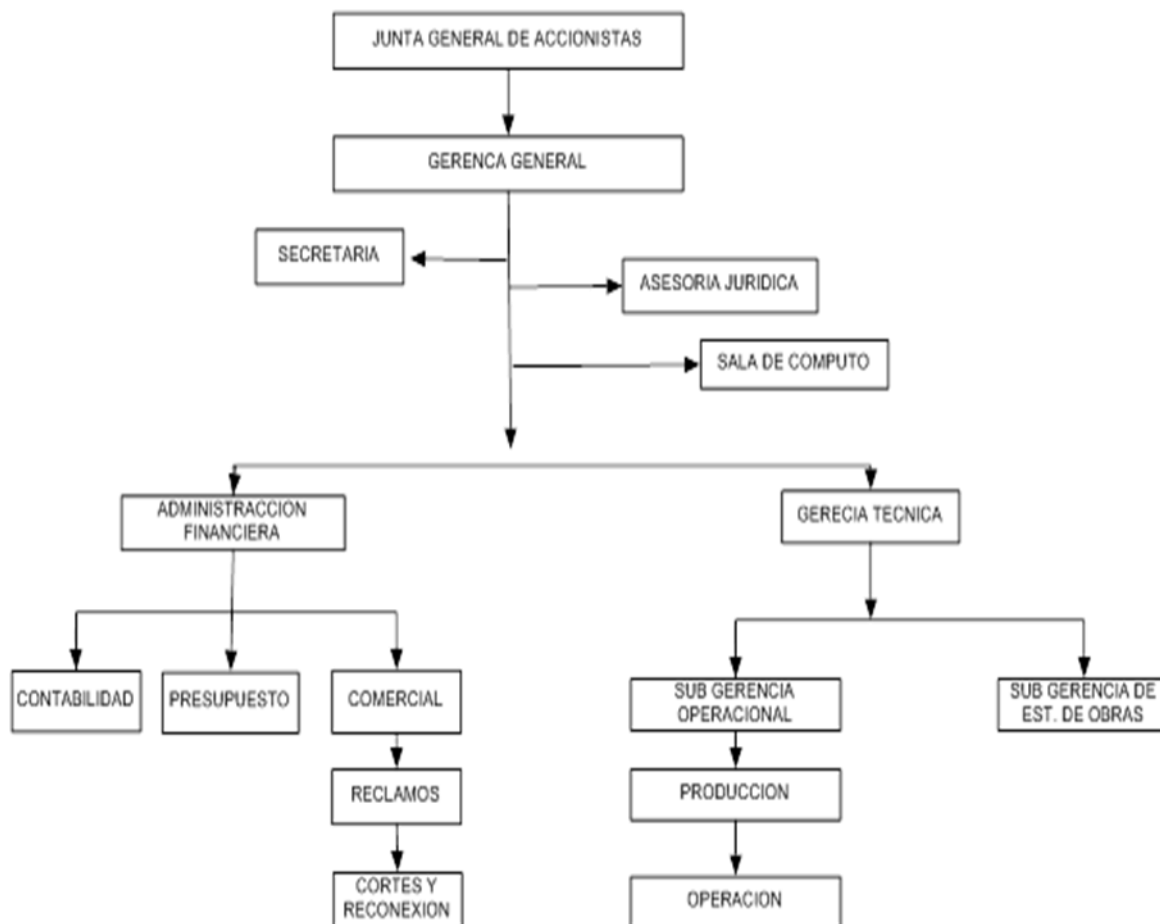 JUNTA GENERAL DE ACCIONISTAS
GERENCA GENERAL
SECRETARIA
ASESORIA JURIDICA
SALA DE COMPUTO
ADMINISTRACCION
FINANCIERA
GERECIA TECNICA
CONTABILIDAD
PRESUPUESTO
COMERCIAL
SUB GERENCIA
OPERACIONAL
SUB GERENCIA DE
EST. DE OBRAS
RECLAMOS
PRODUCCION
CORTES Y
RECONEXION
OPERACION